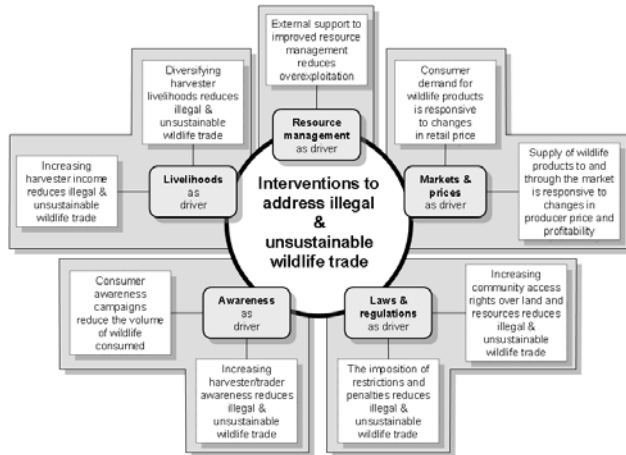 External support to
improved resource
management
reduces
overexploitation
Diversifying
harvester
livelihoods reduces
illegal &
unsustainable
wildlife trade
Consumer
demand for
wildlife products
is responsive
to changes
in retail price
Resource
management
as driver
Increasing
harvester income
reduces illegal &
unsustainable
wildlife trade
Livelihoods
as
driver
Interventions to
address illegal
&
unsustainable
wildlife trade
Markets &
prices
as driver
Supply of wildlife
products to and
through the market
is responsive to
changes in
producer price and
profitability
Consumer
awareness
campaigns
reduce the volume
of wildlife
consumed
Awareness
as
driver
Laws &
regulations
as driver
Increasing
community access
rights over land and
resources reduces
illegal &
unsustainable
wildlife trade
Increasing
harvester/trader
awareness reduces
illegal &
unsustainable
wildlife trade
The imposition of
restrictions and
penalties reduces
illegal &
unsustainable
wildlife trade